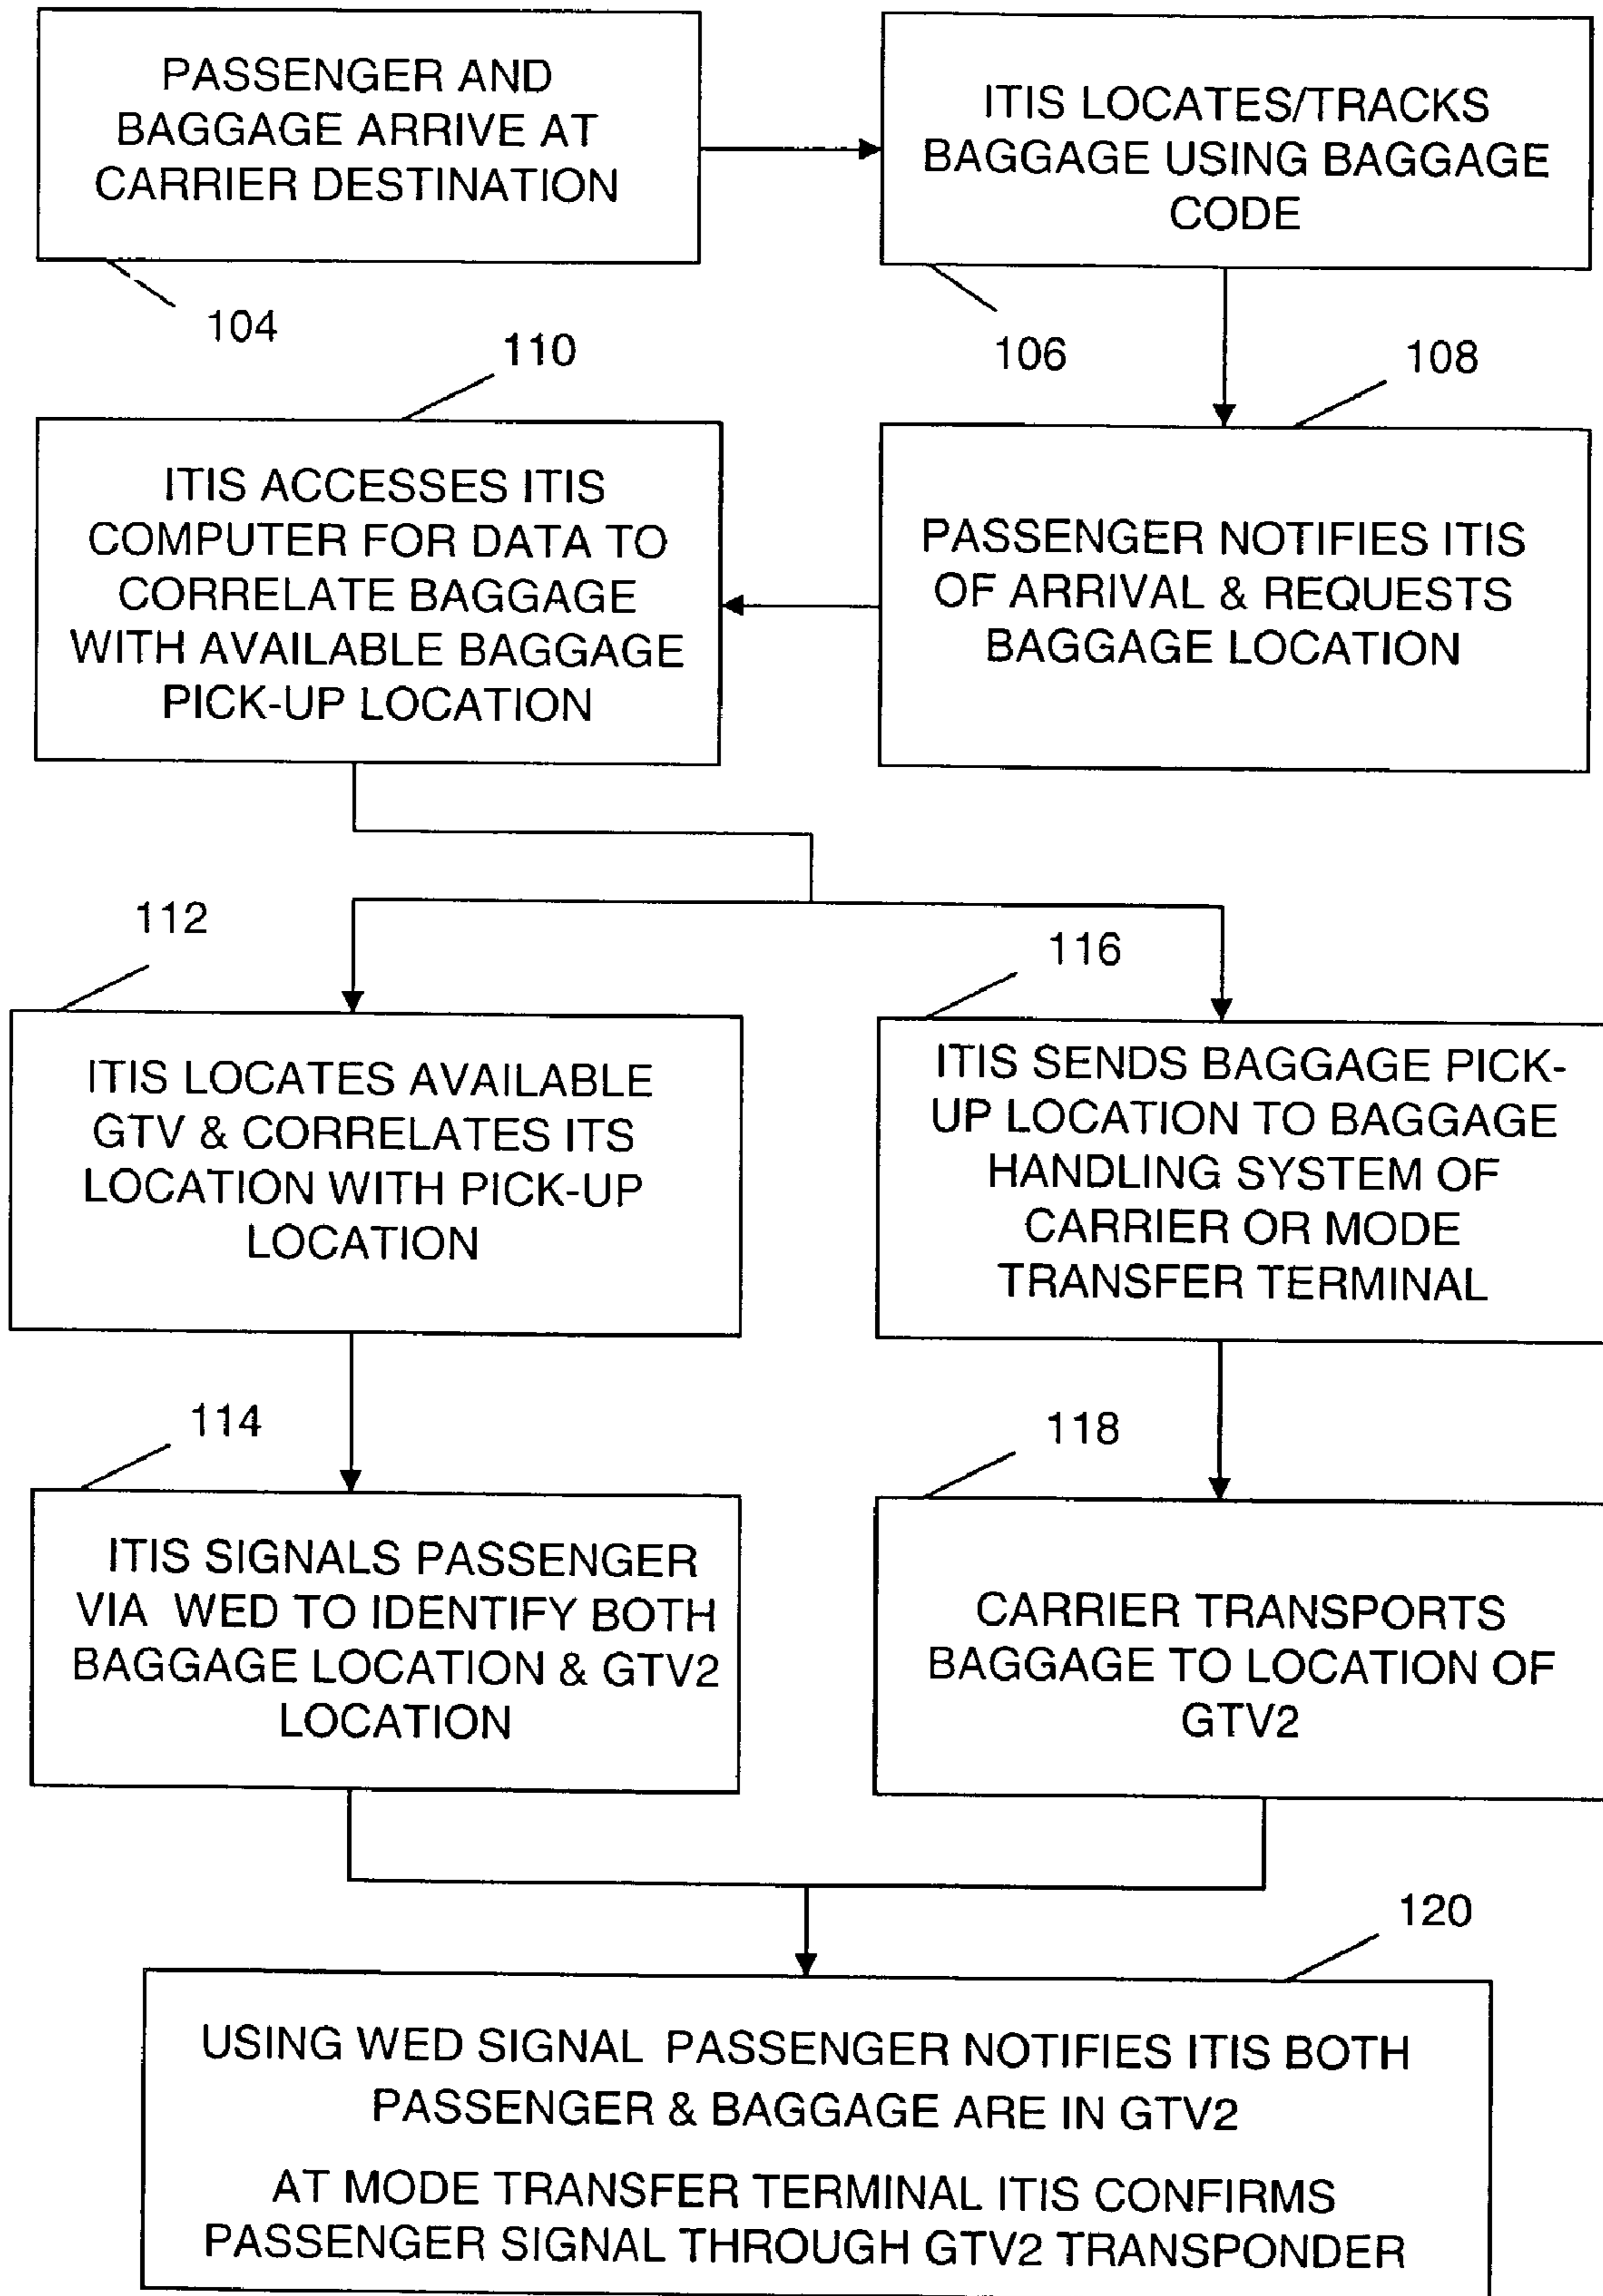 PASSENGER AND
BAGGAGE ARRIVE AT
CARRIER DESTINATION
104
ITIS LOCATES/TRACKS
BAGGAGE USING BAGGAGE
CODE
106
108
PASSENGER NOTIFIES ITIS
OF ARRIVAL & REQUESTS
BAGGAGE LOCATION
110
ITIS ACCESSES ITIS
COMPUTER FOR DATA TO
CORRELATE BAGGAGE
WITH AVAILABLE BAGGAGE
PICK-UP LOCATION
112
ITIS LOCATES AVAILABLE
GTV & CORRELATES ITS
LOCATION WITH PICK-UP
LOCATION
114
ITIS SIGNALS PASSENGER
VIA WED TO IDENTIFY BOTH
BAGGAGE LOCATION & GTV2
LOCATION
116
ITIS SENDS BAGGAGE PICK-
UP LOCATION TO BAGGAGE
HANDLING SYSTEM OF
CARRIER OR MODE
TRANSFER TERMINAL
118
CARRIER TRANSPORTS
BAGGAGE TO LOCATION OF
GTV2
120
USING WED SIGNAL PASSENGER NOTIFIES ITIS BOTH
PASSENGER & BAGGAGE ARE IN GTV2
AT MODE TRANSFER TERMINAL ITIS CONFIRMS
PASSENGER SIGNAL THROUGH GTV2 TRANSPONDER